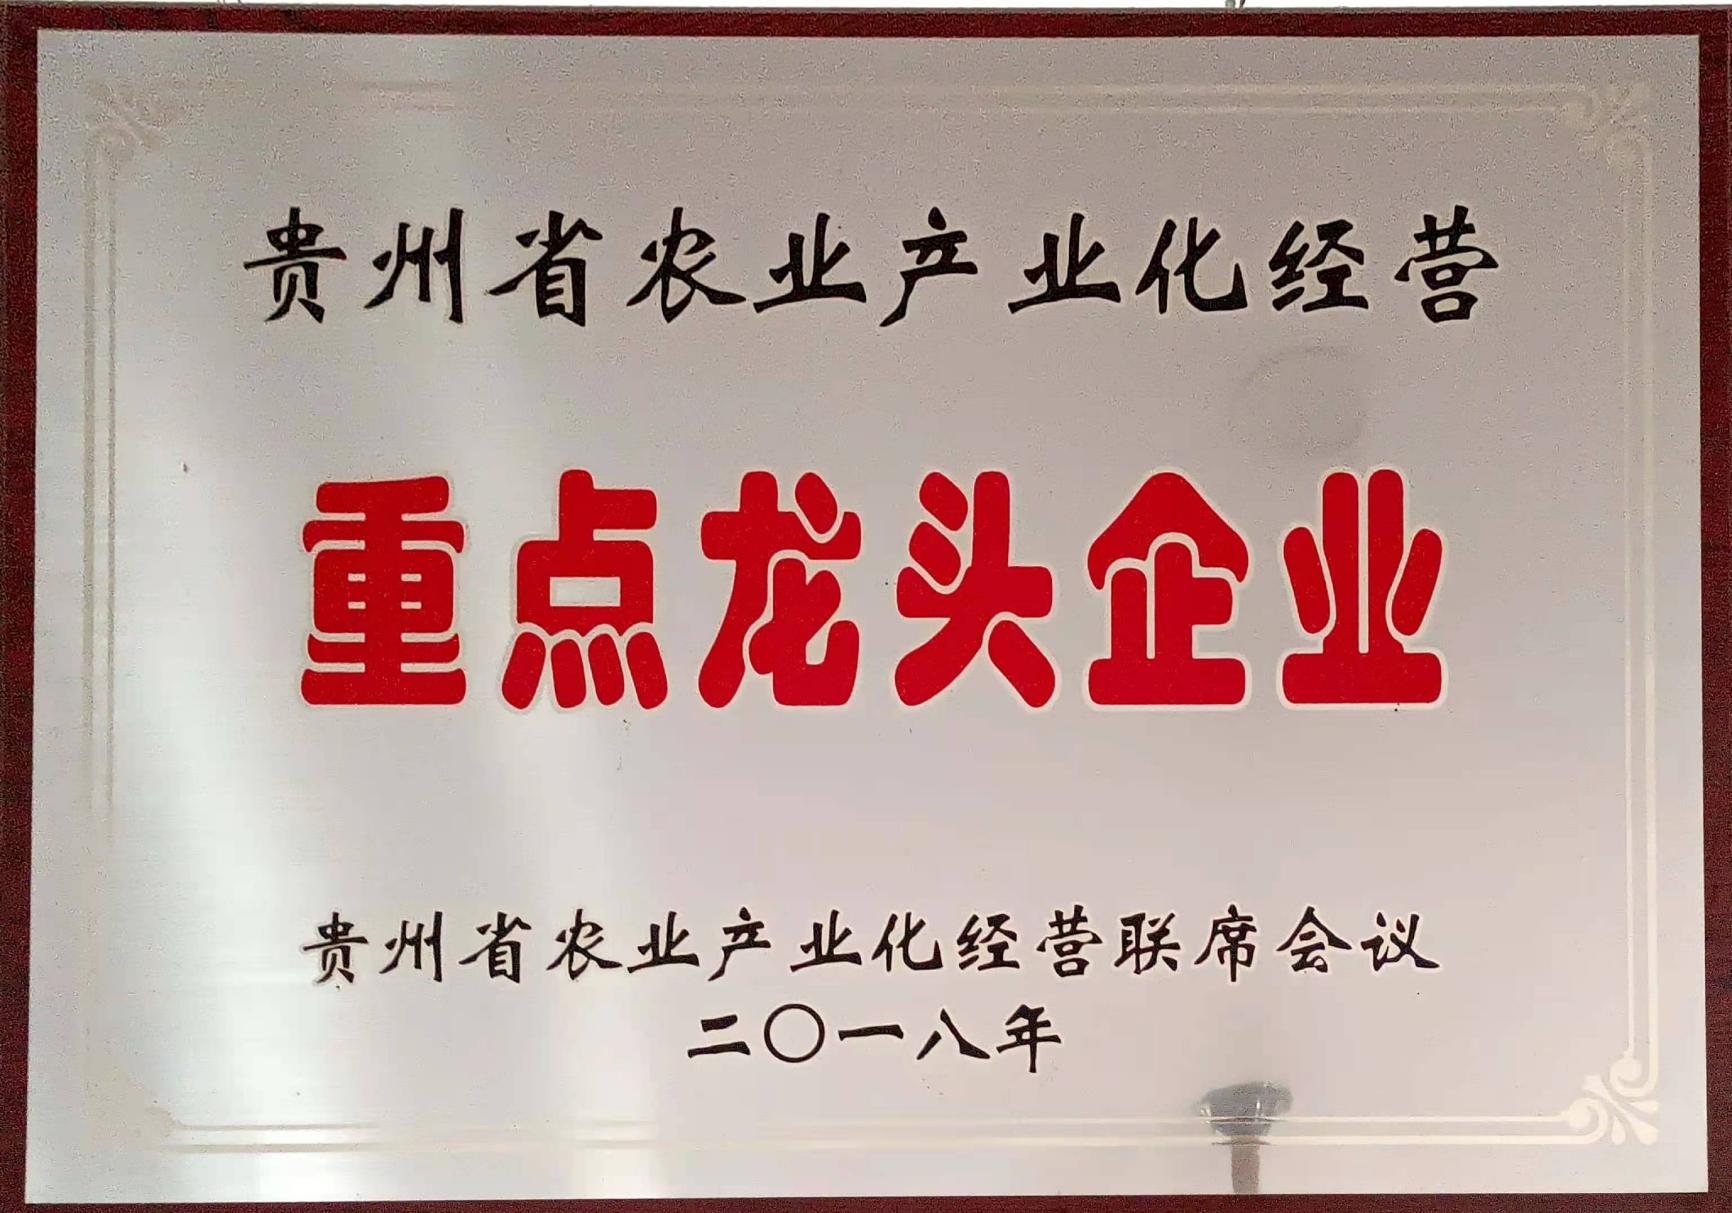 贵州省农业产业化经营
重点龙头企业
贵州省农业产业化经营联席会议
二〇一八年